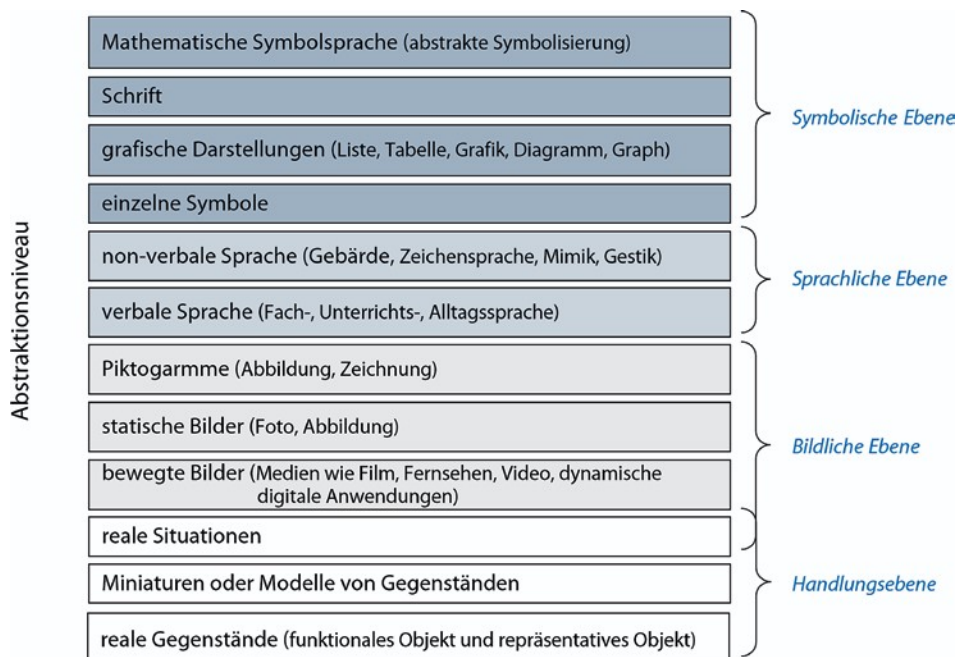 Mathematische Symbolsprache (abstrakte Symbolisierung)
Schrift
grafische Darstellungen (Liste, Tabelle, Grafik, Diagramm, Graph)
einzelne Symbole
Symbolische Ebene
non-verbale Sprache (Gebärde, Zeichensprache, Mimik, Gestik)
verbale Sprache (Fach-, Unterrichts-, Alltagssprache)
Sprachliche Ebene
Piktogarmme (Abbildung, Zeichnung)
statische Bilder (Foto, Abbildung)
bewegte Bilder (Medien wie Film, Fernsehen, Video, dynamische
digitale Anwendungen)
Bildliche Ebene
reale Situationen
Miniaturen oder Modelle von Gegenständen
reale Gegenstände (funktionales Objekt und repräsentatives Objekt)
Handlungsebene
Abstraktionsniveau